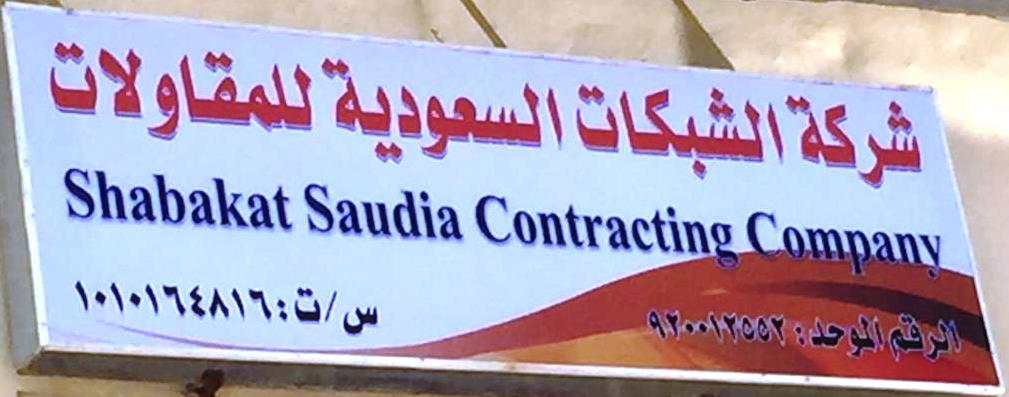 شركة الشبكات السعودية للمقاولات
Shabakat Saudia Contracting Company
س/ت: ١٠١٠١٦٤٨١٦
الرقم الموحد: ٩٢٠٠١٢٥٥٢